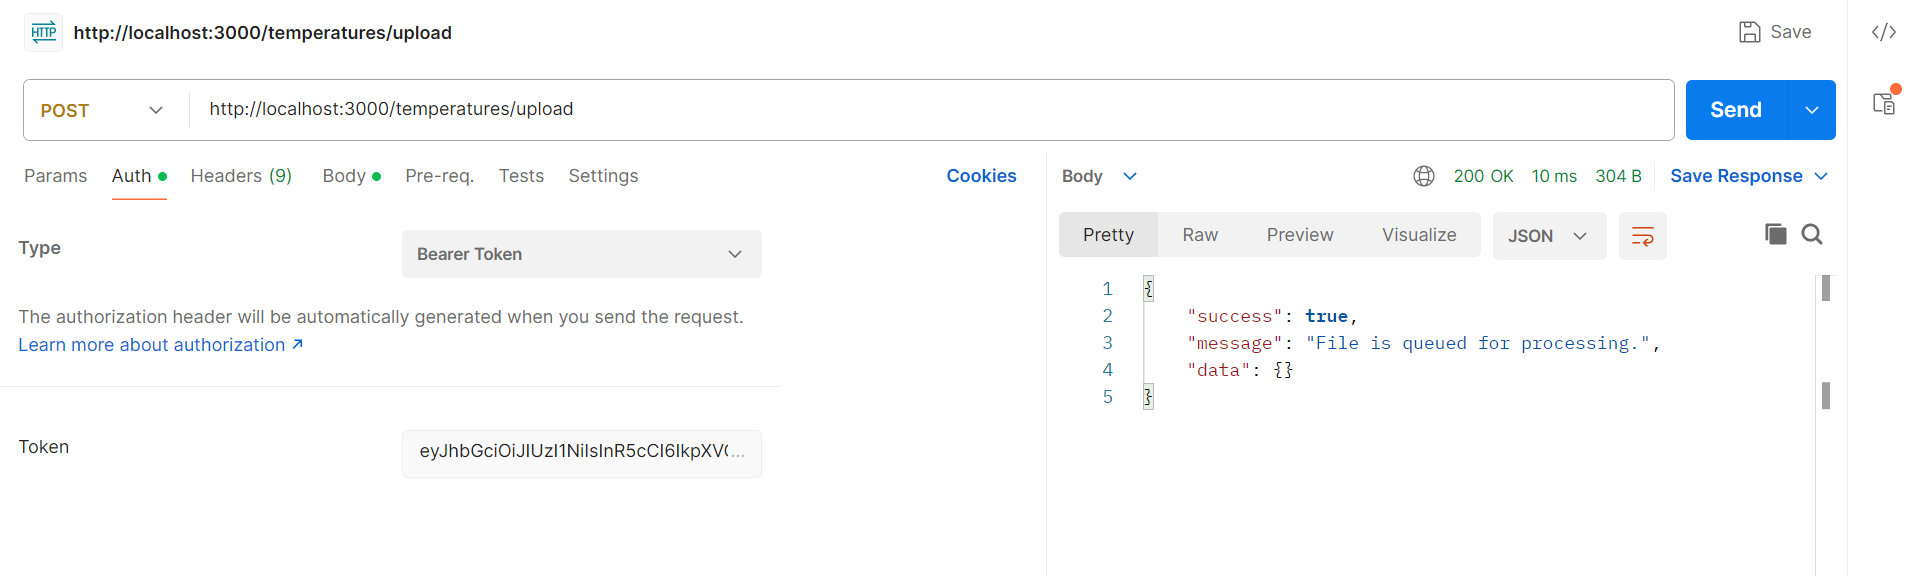 HTTP http://localhost:3000/temperatures/upload Save </>
POST http://localhost:3000/temperatures/upload Send
Params Auth Headers (9) Body Pre-req. Tests Settings Cookies
Body 200 OK 10 ms 304 B Save Response
Pretty Raw Preview Visualize JSON
Type Bearer Token
The authorization header will be automatically generated when you send the request.
Learn more about authorization ↗
Token eyJhbGciOiJIUzI1NiIsInR5cCI6IkpXV...
1 {
2 "success": true,
3 "message": "File is queued for processing.",
4 "data": {}
5 }